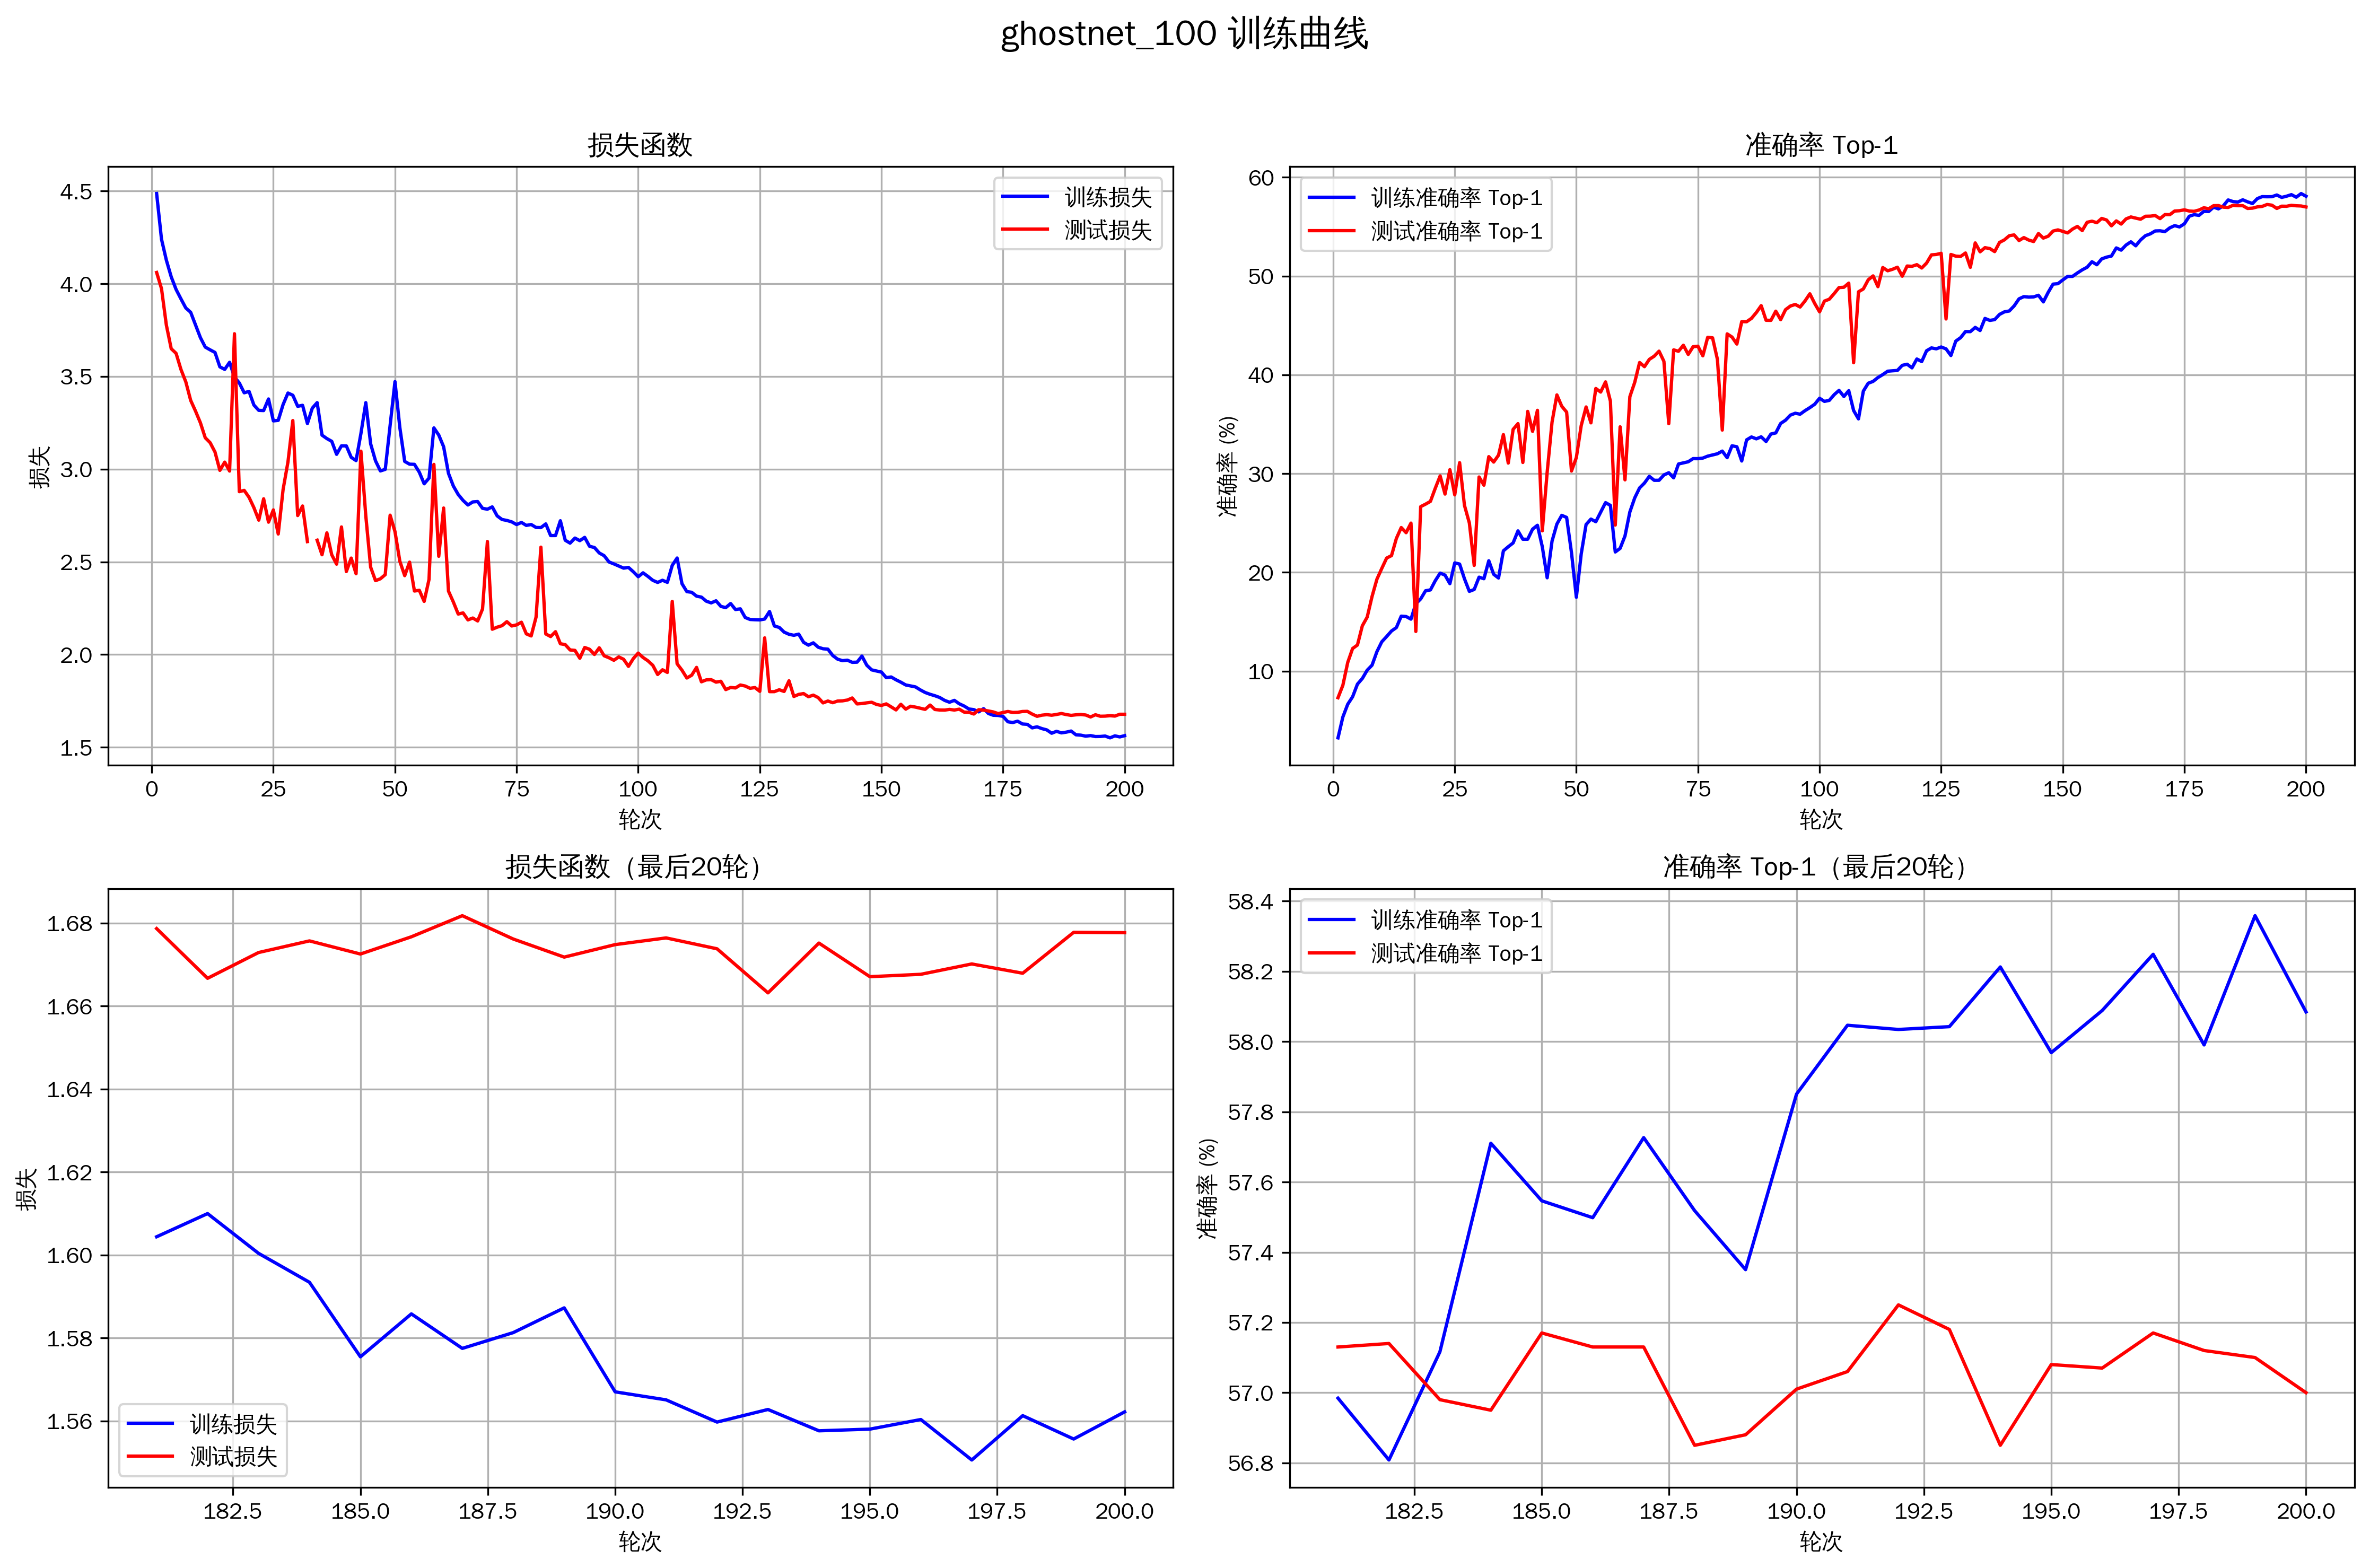 ghostnet_100 训练曲线
损失函数
4.5
4.0
3.5
3.0
2.5
2.0
1.5
损失
训练损失
测试损失
0 25 50 75 100 125 150 175 200
轮次
准确率 Top-1
60
50
40
30
20
10
准确率 (%)
训练准确率 Top-1
测试准确率 Top-1
0 25 50 75 100 125 150 175 200
轮次
损失函数（最后20轮）
1.68
1.66
1.64
1.62
1.60
1.58
1.56
损失
训练损失
测试损失
182.5 185.0 187.5 190.0 192.5 195.0 197.5 200.0
轮次
准确率 Top-1（最后20轮）
58.4
58.2
58.0
57.8
57.6
57.4
57.2
57.0
56.8
准确率 (%)
训练准确率 Top-1
测试准确率 Top-1
182.5 185.0 187.5 190.0 192.5 195.0 197.5 200.0
轮次